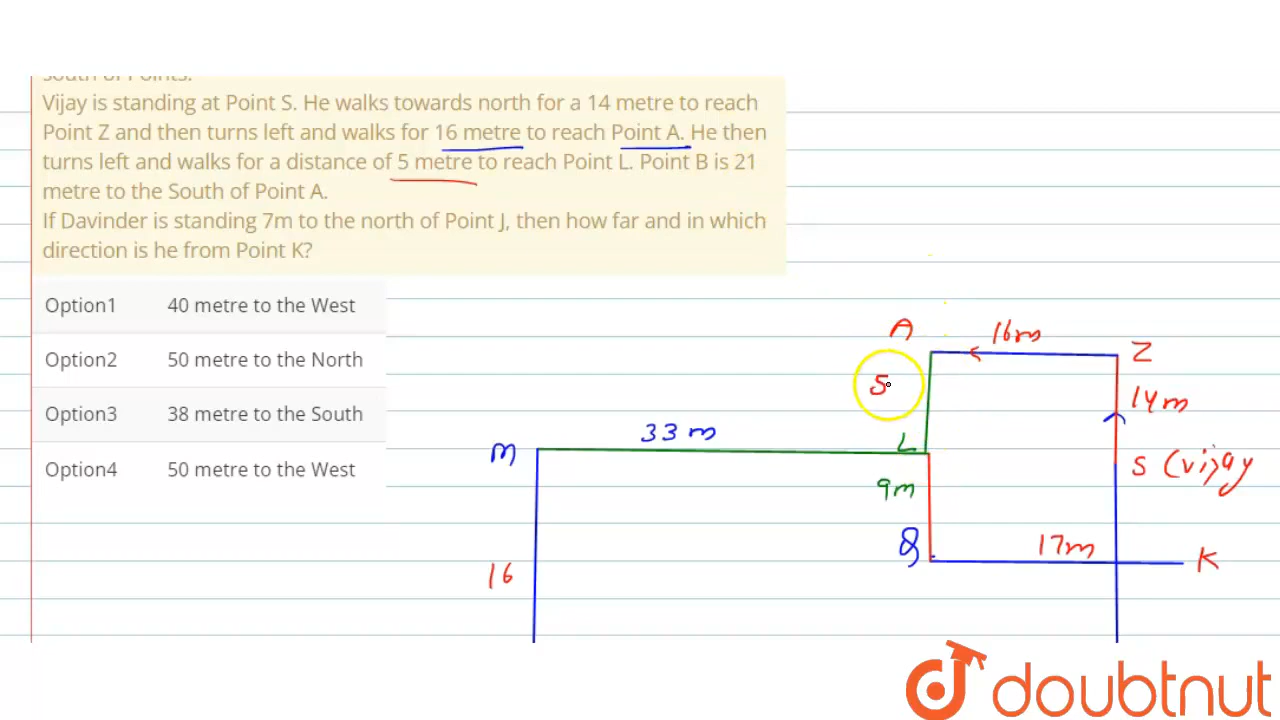 south of Points.
Vijay is standing at Point S. He walks towards north for a 14 metre to reach
Point Z and then turns left and walks for 16 metre to reach Point A. He then
turns left and walks for a distance of 5 metre to reach Point L. Point B is 21
metre to the South of Point A.
If Davinder is standing 7m to the north of Point J, then how far and in which
direction is he from Point K?
Option1 40 metre to the West
Option2 50 metre to the North
Option3 38 metre to the South
Option4 50 metre to the West
A 16m Z
5
14m
33 m
M L
S (vijay
9m
Q 17m K
16
doubtnut